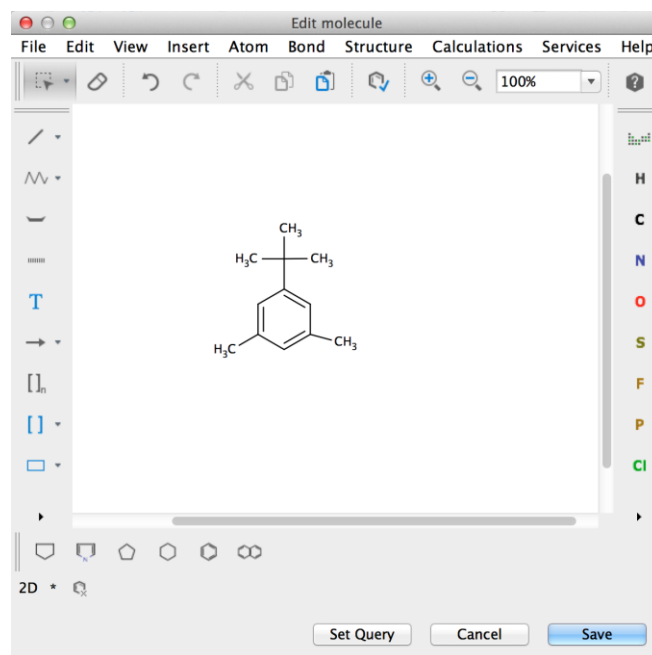 Edit molecule
File Edit View Insert Atom Bond Structure Calculations Services Help
100% ?
H
C
N
O
S
F
P
Cl
T
[ ]n
[ ]
CH3
H3C CH3
H3C CH3
N
2D *
Set Query Cancel Save